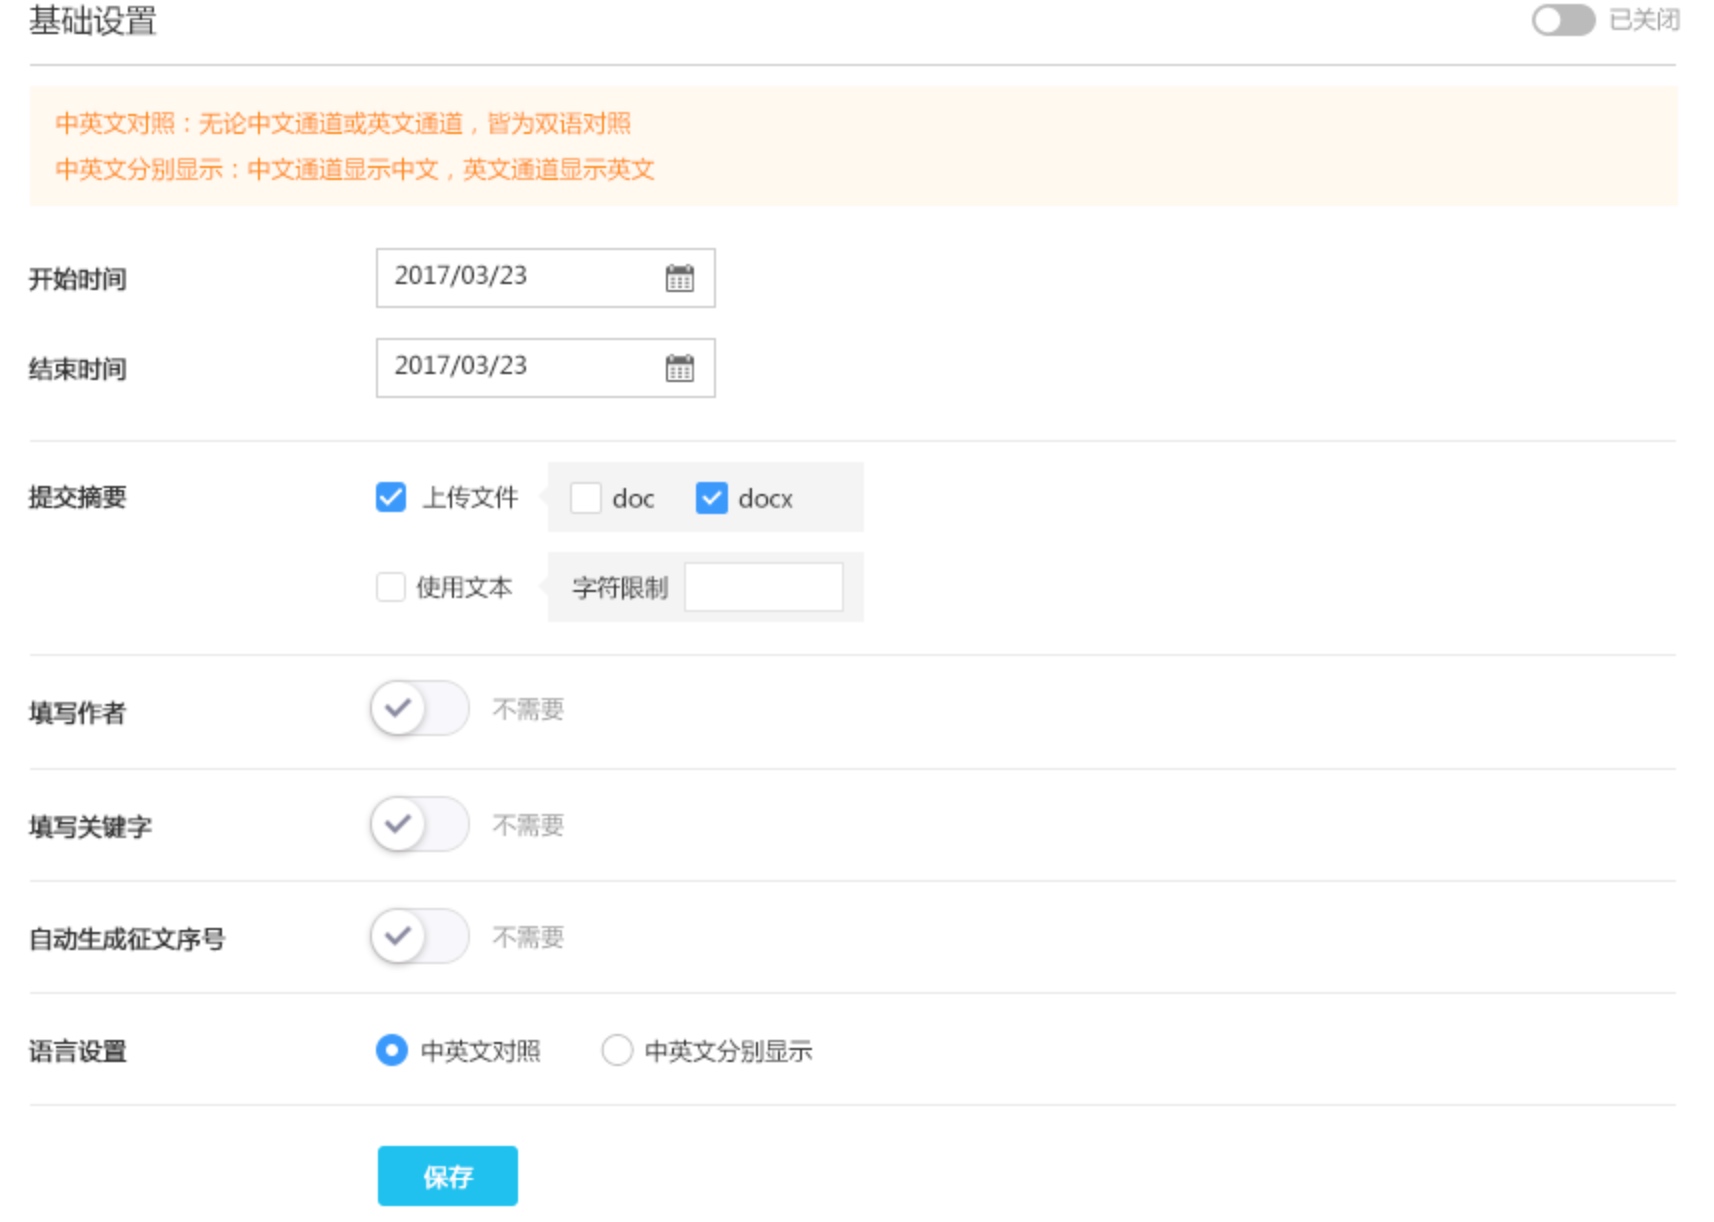 基础设置 已关闭
中英文对照：无论中文通道或英文通道，皆为双语对照
中英文分别显示：中文通道显示中文，英文通道显示英文
开始时间 2017/03/23
结束时间 2017/03/23
提交摘要 上传文件 doc docx
使用文本 字符限制
填写作者 不需要
填写关键字 不需要
自动生成征文序号 不需要
语言设置 中英文对照 中英文分别显示
保存